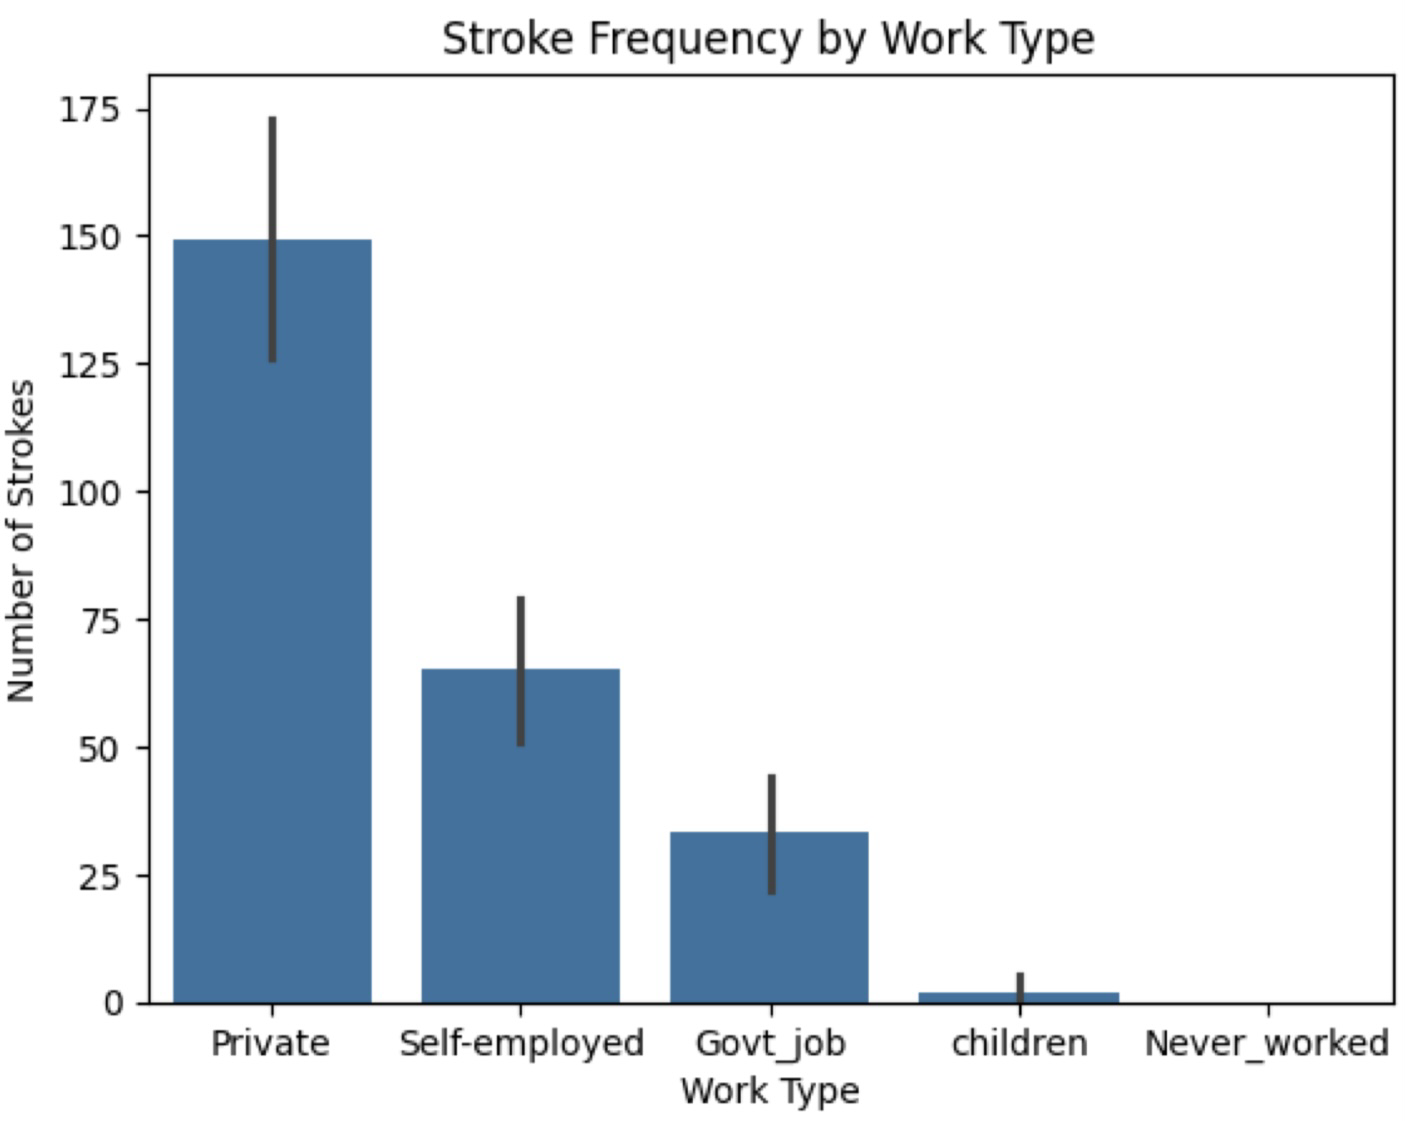 Stroke Frequency by Work Type
Number of Strokes
175
150
125
100
75
50
25
0
Private Self-employed Govt_job children Never_worked
Work Type